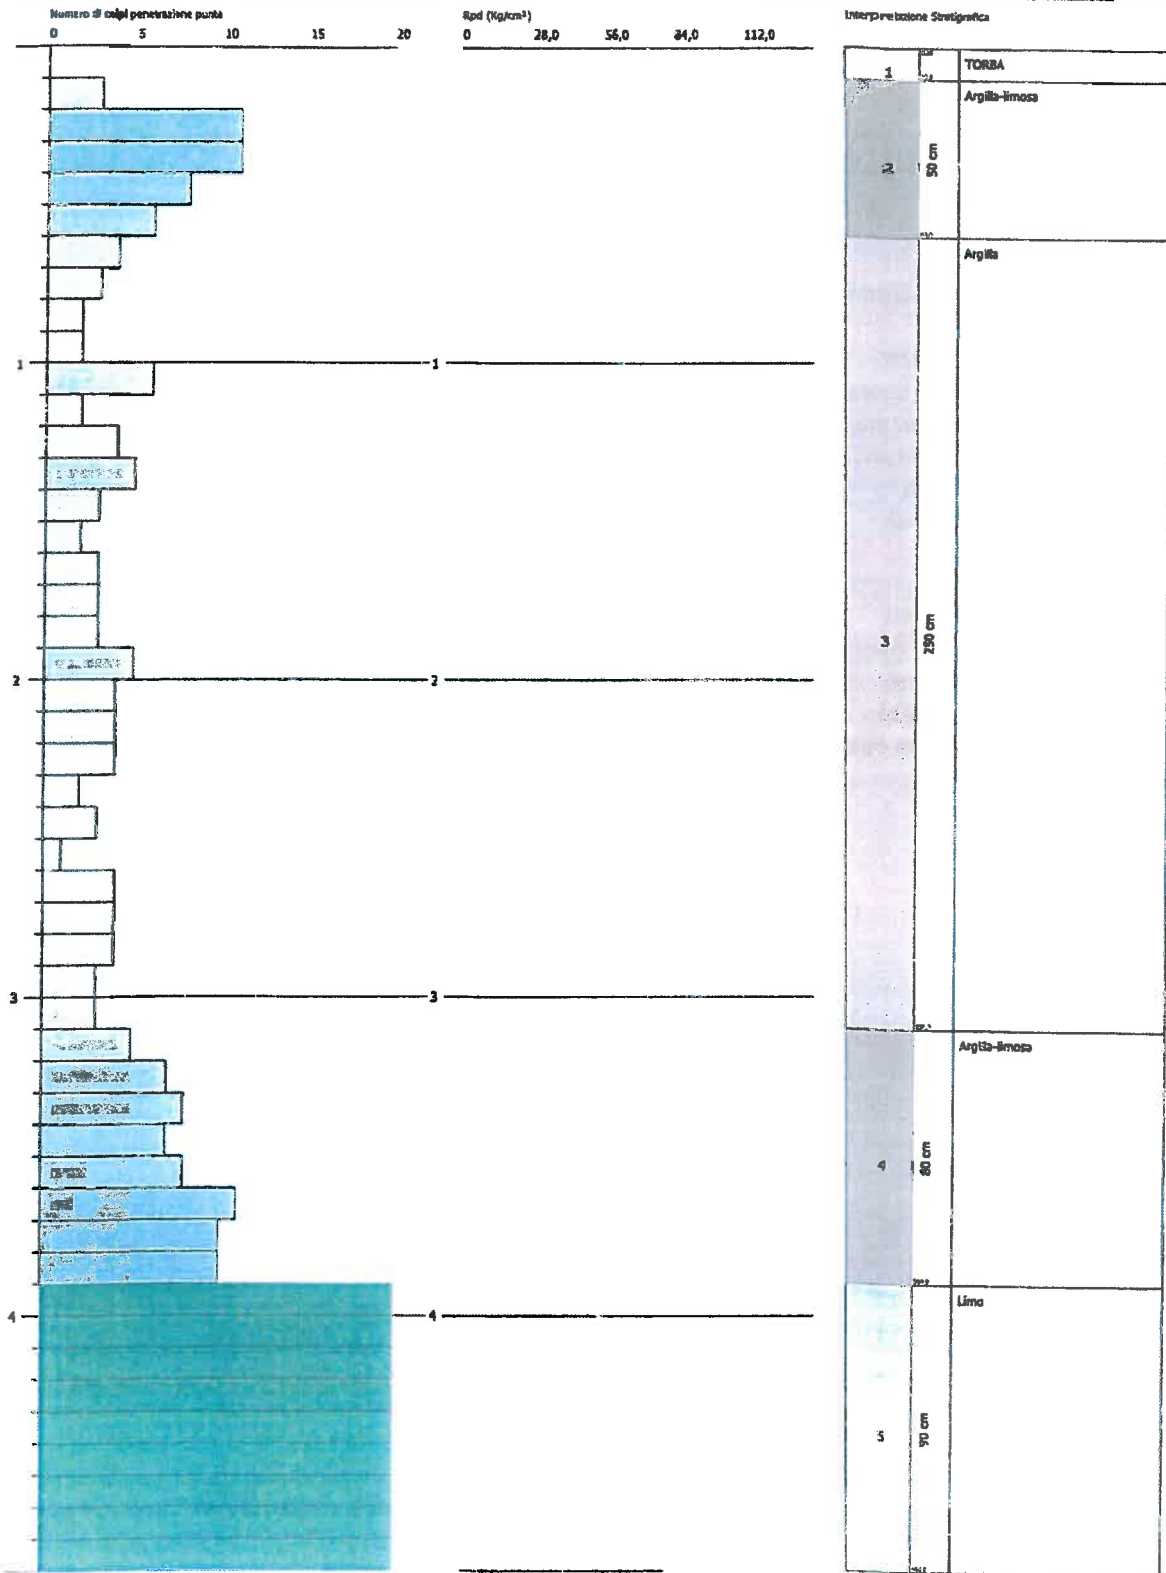 Numero di colpi penetrazione punta
0 5 10 15 20
Rpd (Kg/cm²)
0 28,0 56,0 84,0 112,0
Interpretazione Stratigrafica
1
TORBA
2
50 cm
Argilla-limosa
3
250 cm
Argilla
4
80 cm
Argilla-limosa
5
90 cm
Limo
1 1
2 2
3 3
4 4